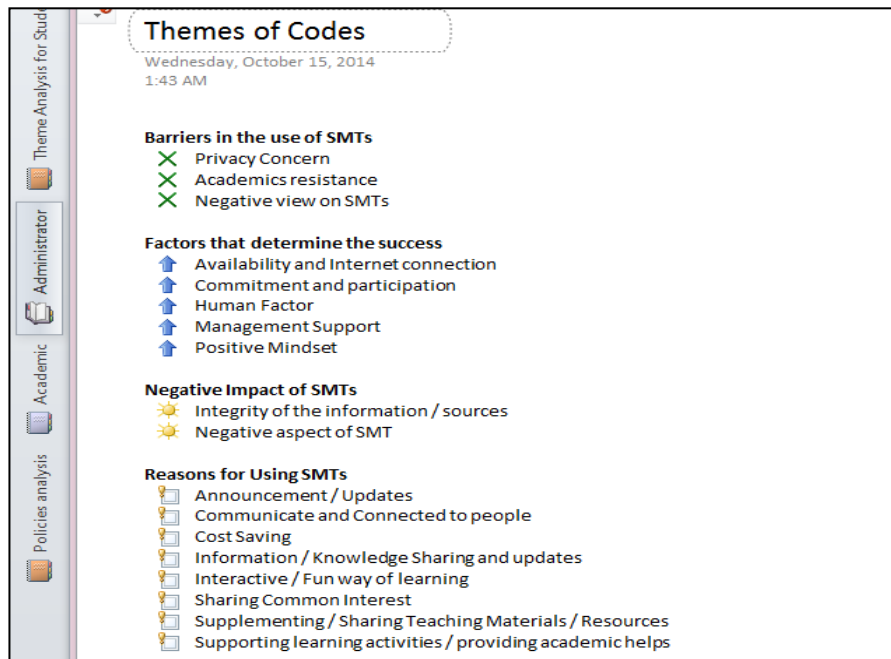 Themes of Codes
Wednesday, October 15, 2014
1:43 AM
Barriers in the use of SMTs
Privacy Concern
Academics resistance
Negative view on SMTs
Factors that determine the success
Availability and Internet connection
Commitment and participation
Human Factor
Management Support
Positive Mindset
Negative Impact of SMTs
Integrity of the information / sources
Negative aspect of SMT
Reasons for Using SMTs
Announcement / Updates
Communicate and Connected to people
Cost Saving
Information / Knowledge Sharing and updates
Interactive / Fun way of learning
Sharing Common Interest
Supplementing / Sharing Teaching Materials / Resources
Supporting learning activities / providing academic helps
Theme Analysis for Stude
Administrator
Academic
Policies analysis